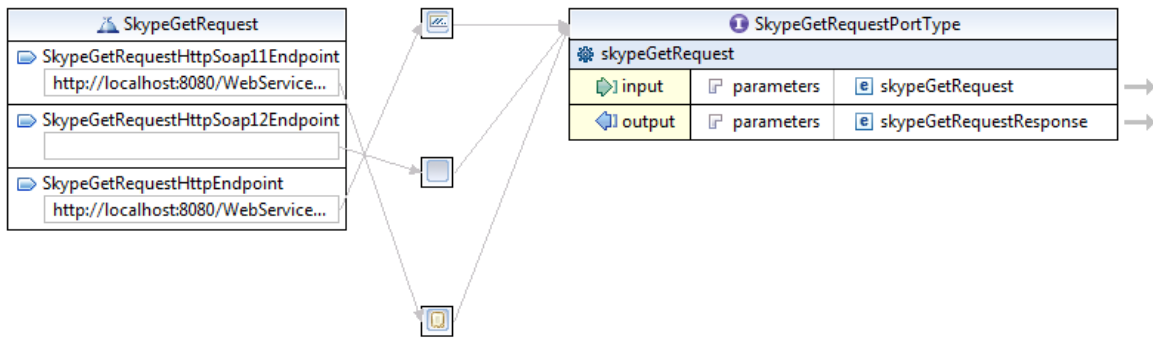 SkypeGetRequest
SkypeGetRequestHttpSoap11Endpoint
http://localhost:8080/WebService...
SkypeGetRequestHttpSoap12Endpoint
SkypeGetRequestHttpEndpoint
http://localhost:8080/WebService...
SkypeGetRequestPortType
skypeGetRequest
input parameters e skypeGetRequest
output parameters e skypeGetRequestResponse